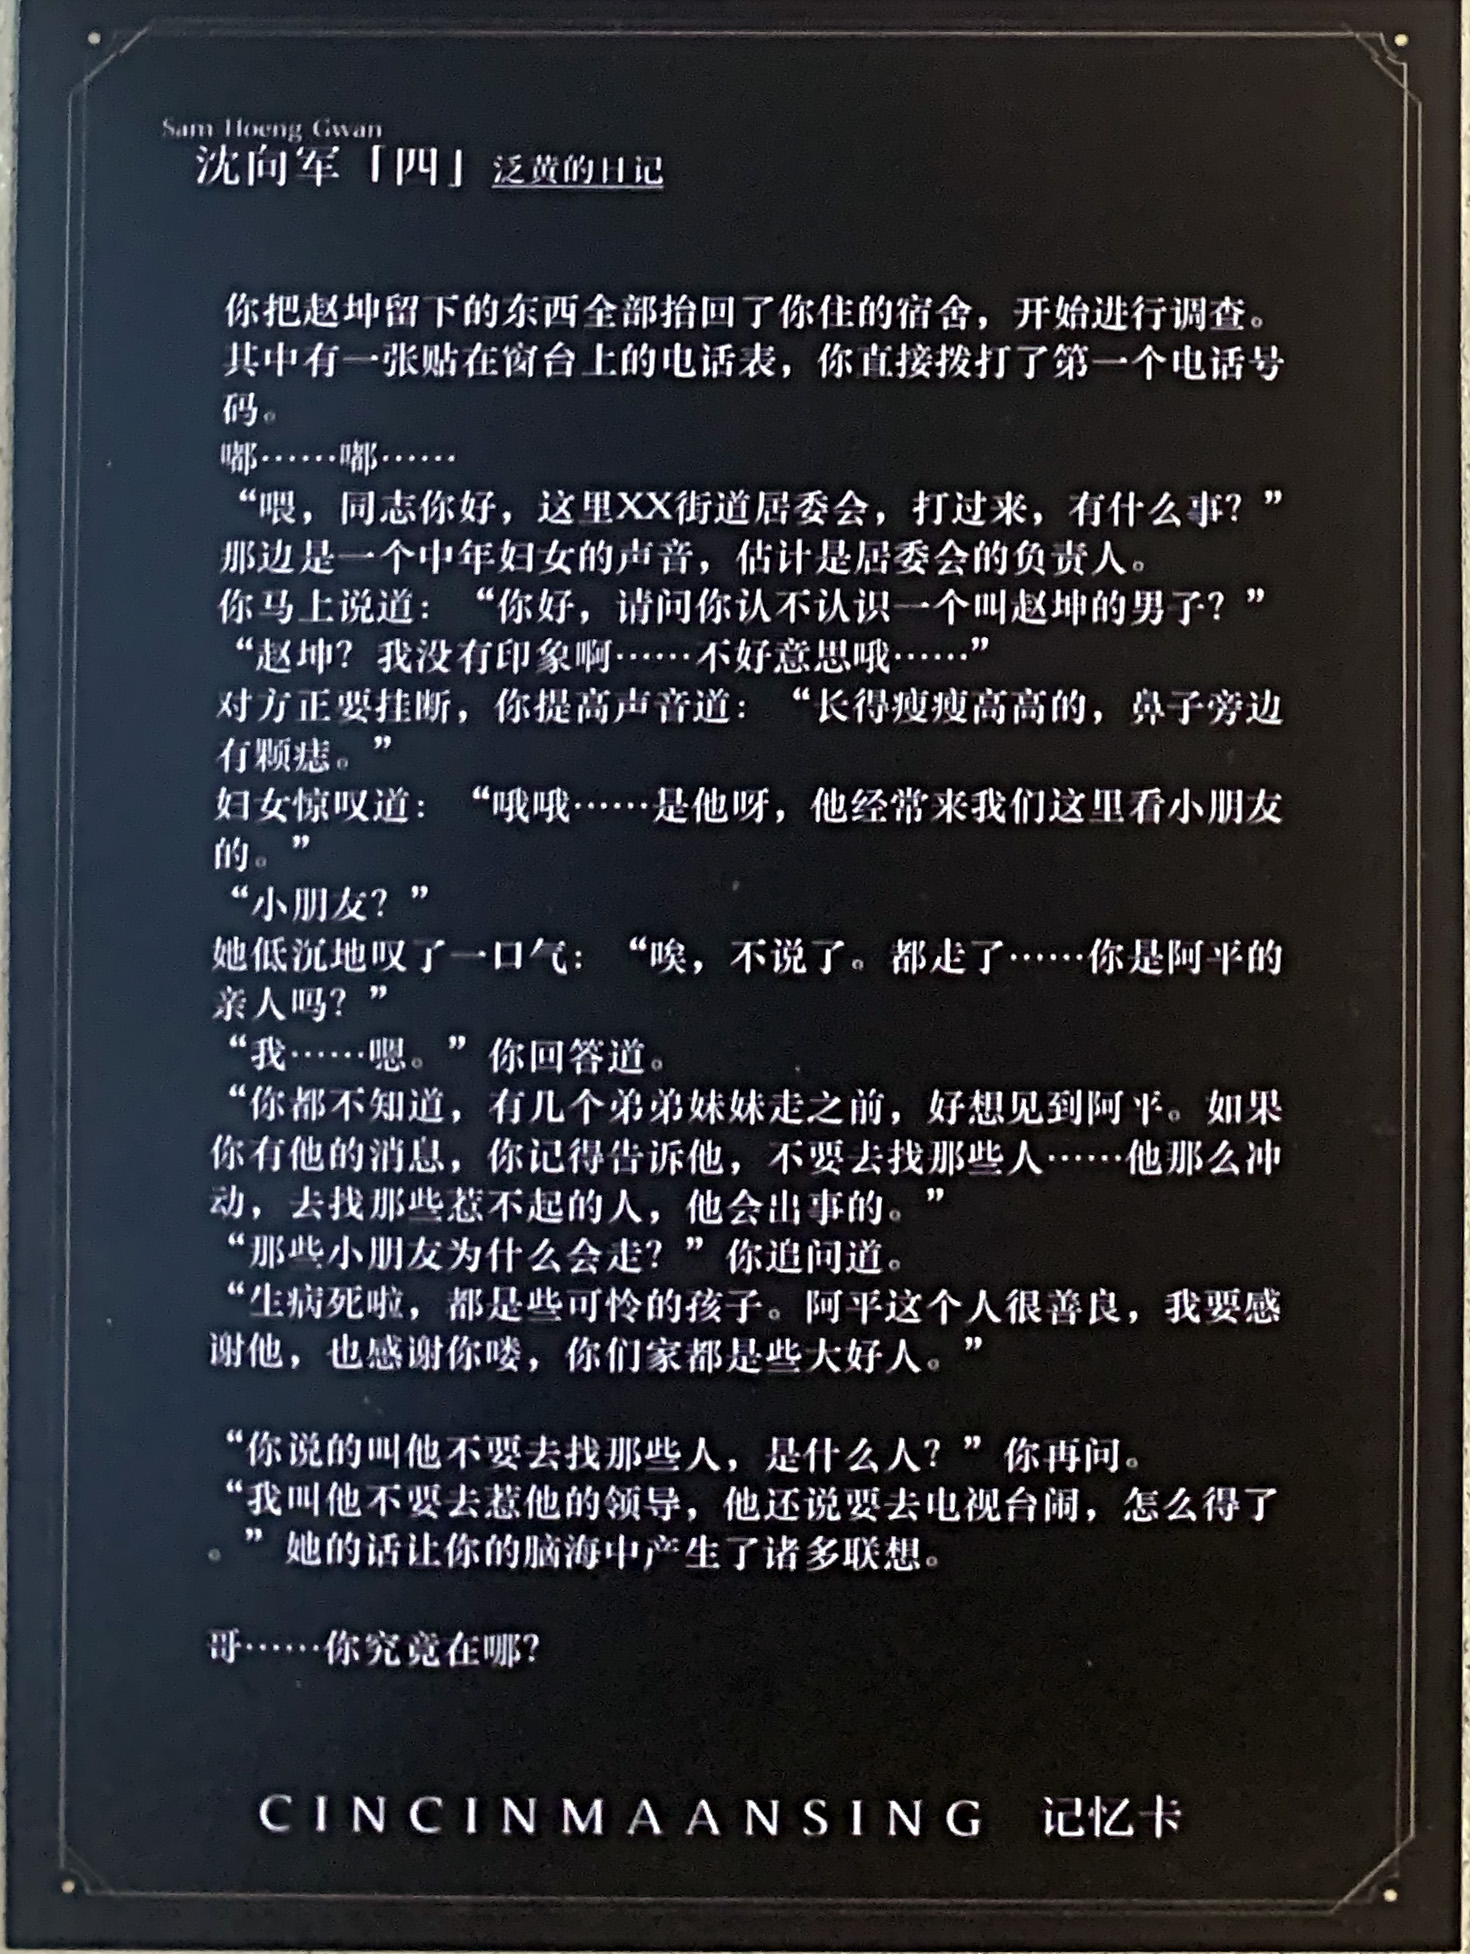 Sam Hoeng Gwan
沈向军「四」 泛黄的日记
你把赵坤留下的东西全部抬回了你住的宿舍，开始进行调查。
其中有一张贴在窗台上的电话表，你直接拨打了第一个电话号
码。
嘟……嘟……
“喂，同志你好，这里XX街道居委会，打过来，有什么事？”
那边是一个中年妇女的声音，估计是居委会的负责人。
你马上说道：“你好，请问你认不认识一个叫赵坤的男子？”
“赵坤？我没有印象啊……不好意思哦……”
对方正要挂断，你提高声音道：“长得瘦瘦高高的，鼻子旁边
有颗痣。”
妇女惊叹道：“哦哦……是他呀，他经常来我们这里看小朋友
的。”
“小朋友？”
她低沉地叹了一口气：“唉，不说了。都走了……你是阿平的
亲人吗？”
“我……嗯。”你回答道。
“你都不知道，有几个弟弟妹妹走之前，好想见到阿平。如果
你有他的消息，你记得告诉他，不要去找那些人……他那么冲
动，去找那些惹不起的人，他会出事的。”
“那些小朋友为什么会走？”你追问道。
“生病死啦，都是些可怜的孩子。阿平这个人很善良，我要感
谢他，也感谢你喽，你们家都是些大好人。”
“你说的叫他不要去找那些人，是什么人？”你再问。
“我叫他不要去惹他的领导，他还说要去电视台闹，怎么得了
。”她的话让你的脑海中产生了诸多联想。
哥……你究竟在哪？
CINCINMAANSING 记忆卡